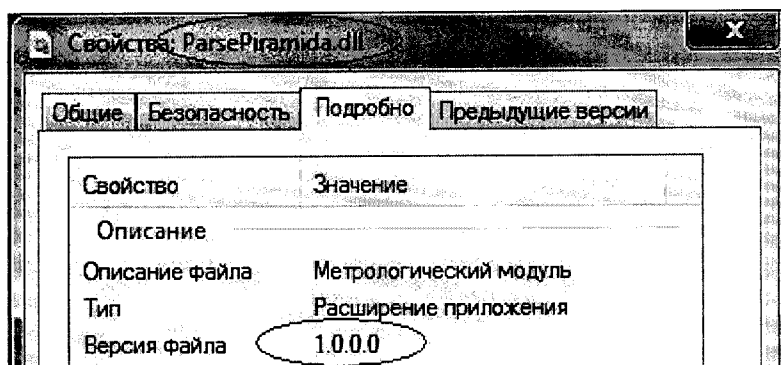 Свойства: ParsePiramida.dll
Общие Безопасность Подробно Предыдущие версии
Свойство Значение
Описание
Описание файла Метрологический модуль
Тип Расширение приложения
Версия файла 1.0.0.0